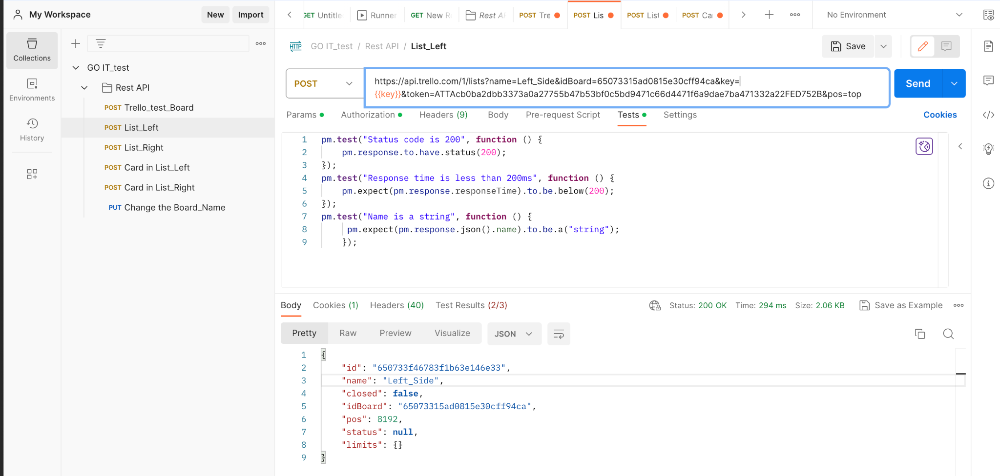 My Workspace
New
Import
GET Untitle
Runner
GET New R
Rest AP
POST Tre
POST Lis
POST List
POST Ca
No Environment
Collections
Environments
History
GO IT_test
Rest API
POST Trello_test_Board
POST List_Left
POST List_Right
POST Card in List_Left
POST Card in List_Right
PUT Change the Board_Name
HTTP GO IT_test / Rest API / List_Left
Save
POST
https://api.trello.com/1/lists?name=Left_Side&idBoard=65073315ad0815e30cff94ca&key=
{{key}}&token=ATTAcb0ba2dbb3373a0a27755b47b53bf0c5bd9471c66d4471f6a9dae7ba471332a22FED752B&pos=top
Send
Params
Authorization
Headers (9)
Body
Pre-request Script
Tests
Settings
Cookies
1 pm.test("Status code is 200", function () {
2 pm.response.to.have.status(200);
3 });
4 pm.test("Response time is less than 200ms", function () {
5 pm.expect(pm.response.responseTime).to.be.below(200);
6 });
7 pm.test("Name is a string", function () {
8 pm.expect(pm.response.json().name).to.be.a("string");
9 });
Body
Cookies (1)
Headers (40)
Test Results (2/3)
Status: 200 OK
Time: 294 ms
Size: 2.06 KB
Save as Example
Pretty
Raw
Preview
Visualize
JSON
1 {
2 "id": "650733f46783f1b63e146e33",
3 "name": "Left_Side",
4 "closed": false,
5 "idBoard": "65073315ad0815e30cff94ca",
6 "pos": 8192,
7 "status": null,
8 "limits": {}
9 }